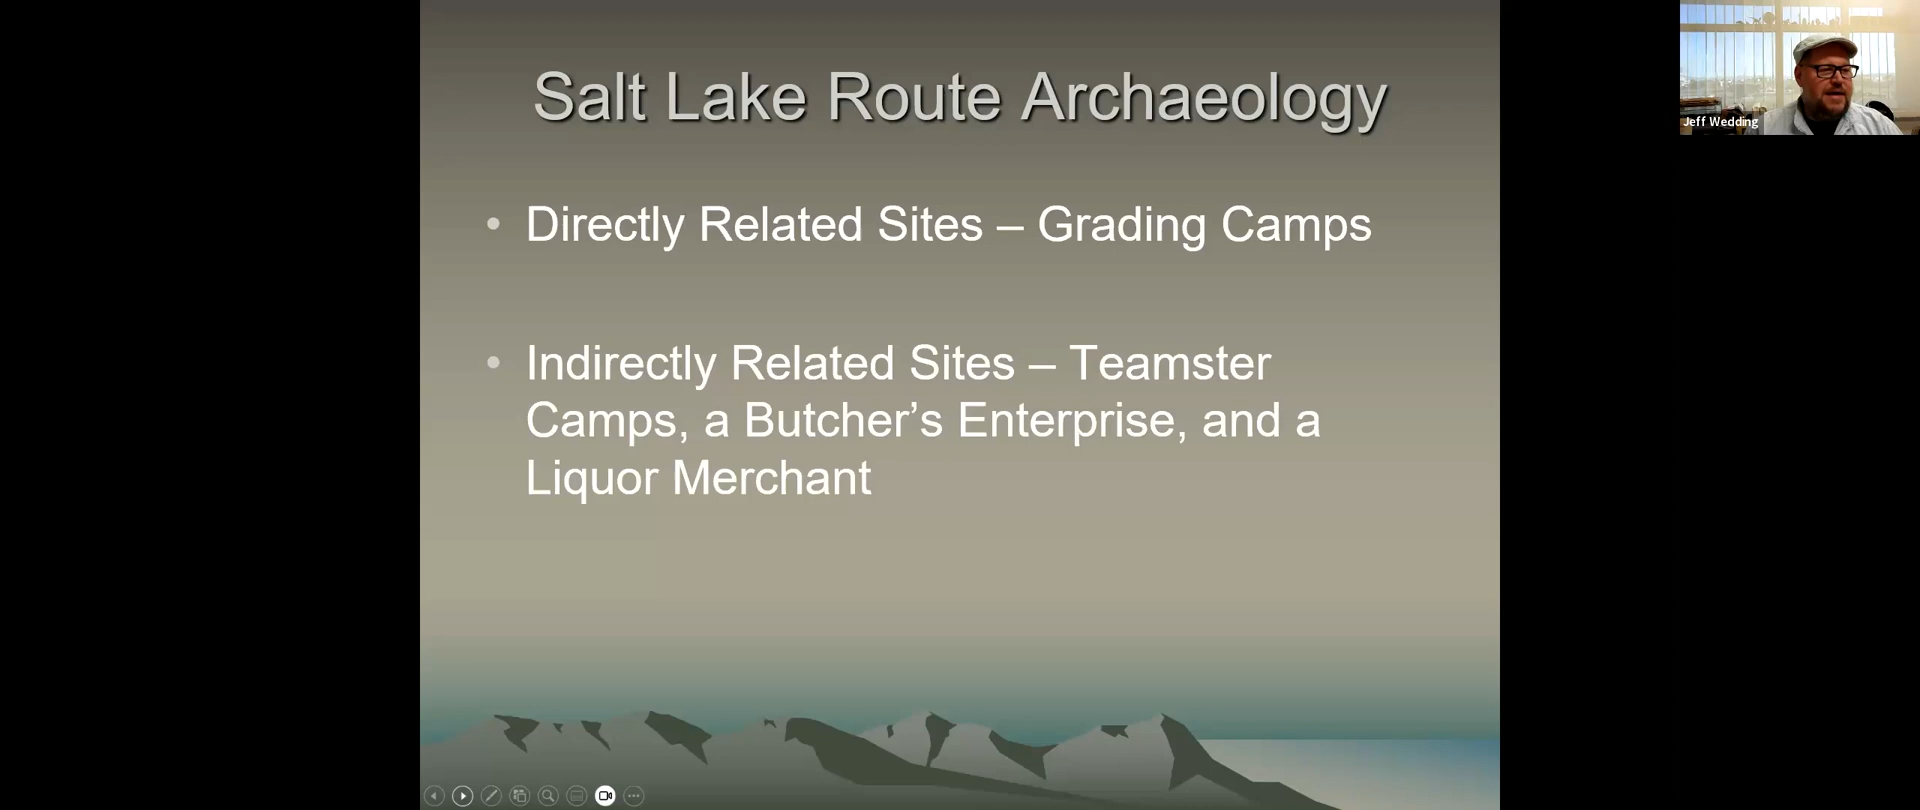 Salt Lake Route Archaeology
Jeff Wedding
• Directly Related Sites – Grading Camps
• Indirectly Related Sites – Teamster
Camps, a Butcher’s Enterprise, and a
Liquor Merchant